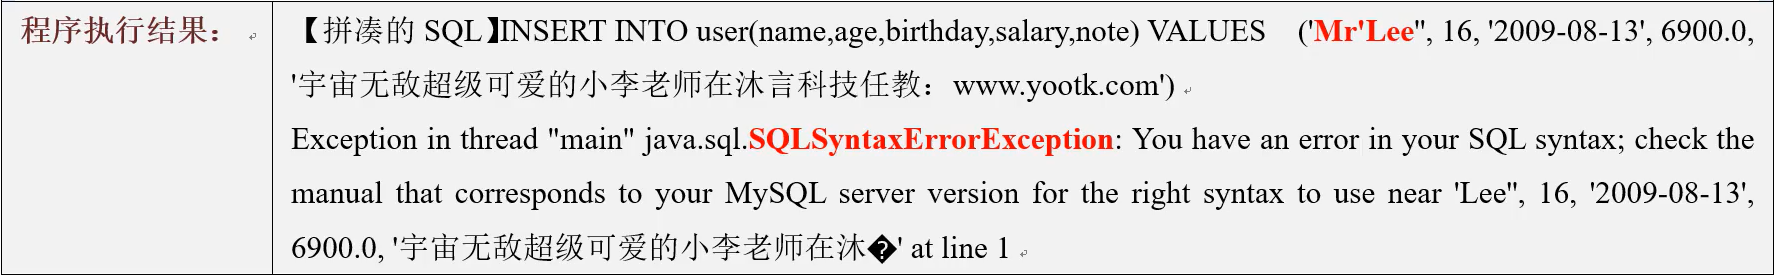 程序执行结果：
【拼凑的 SQL】INSERT INTO user(name,age,birthday,salary,note) VALUES ('Mr'Lee'', 16, '2009-08-13', 6900.0,
'宇宙无敌超级可爱的小李老师在沐言科技任教：www.yootk.com')
Exception in thread "main" java.sql.SQLSyntaxErrorException: You have an error in your SQL syntax; check the
manual that corresponds to your MySQL server version for the right syntax to use near 'Lee'', 16, '2009-08-13',
6900.0, '宇宙无敌超级可爱的小李老师在沐�' at line 1